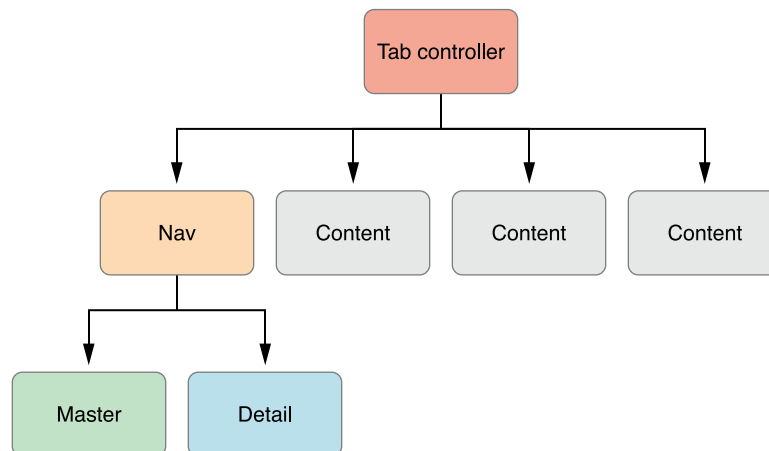 Tab controller
Nav
Content
Content
Content
Master
Detail